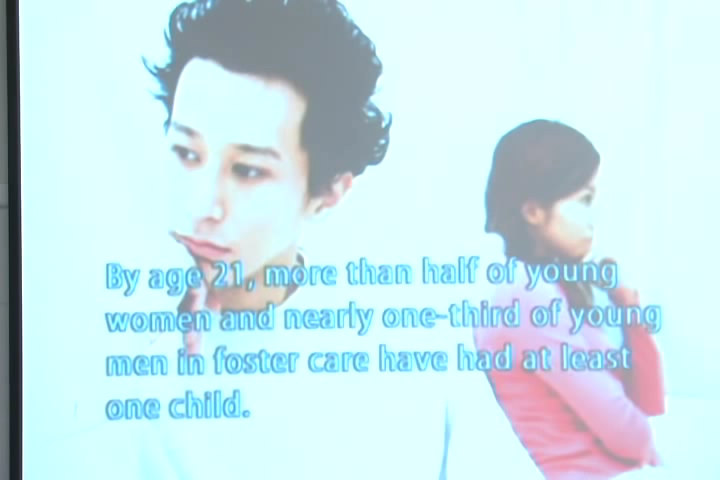 By age 21, more than half of young
women and nearly one-third of young
men in foster care have had at least
one child.